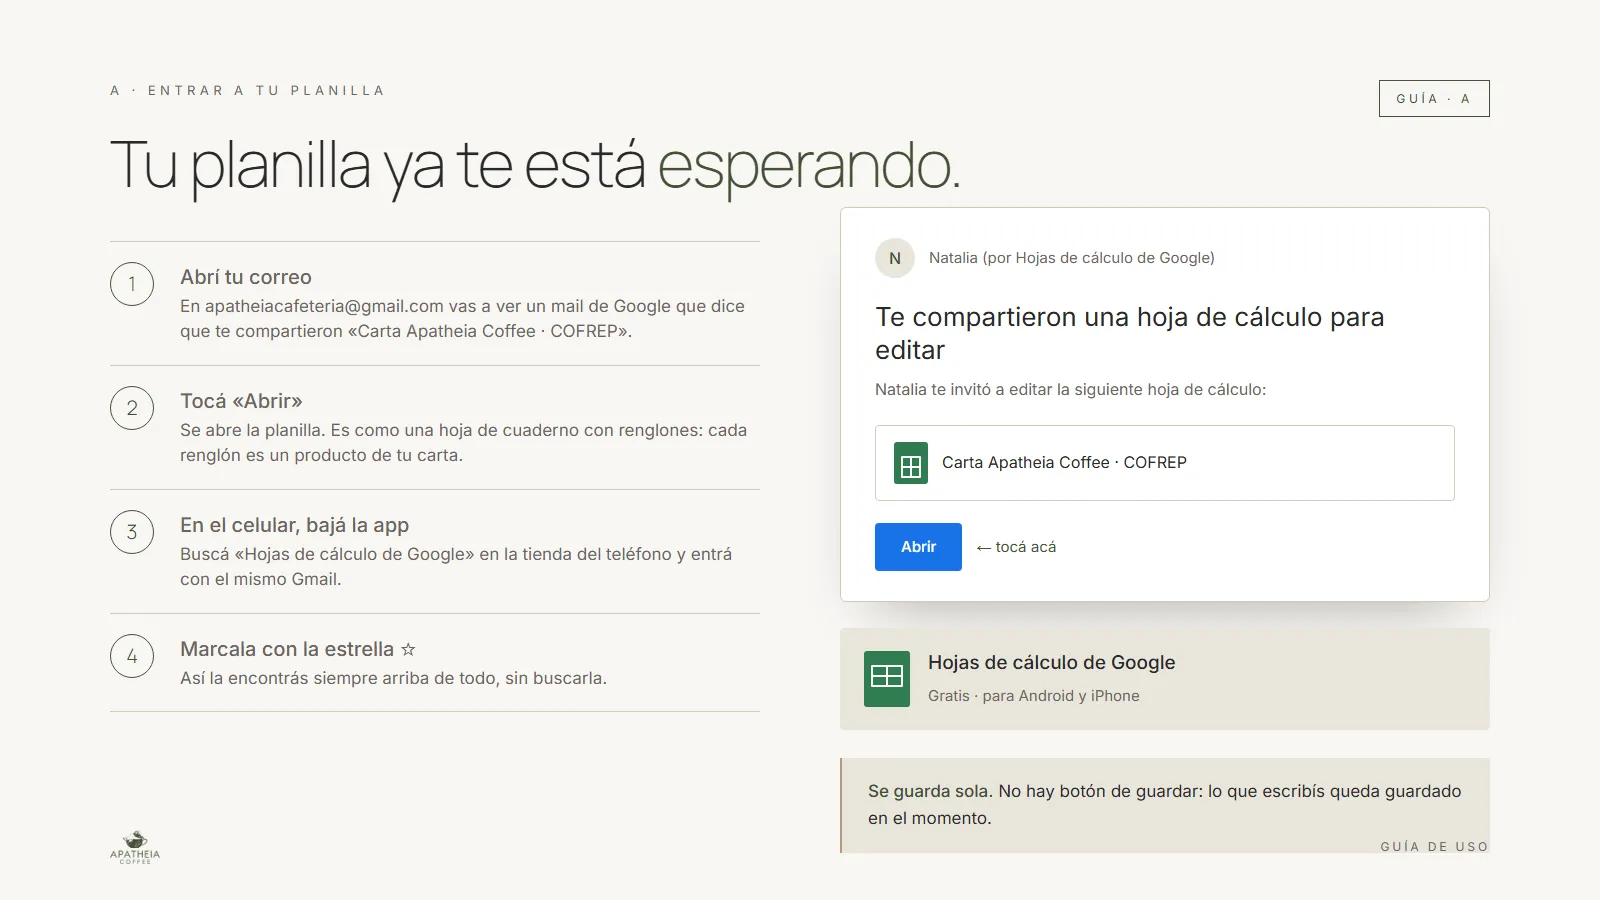 A · ENTRAR A TU PLANILLA
GUÍA · A
Tu planilla ya te está esperando.
1
Abrí tu correo
En apatheiacafeteria@gmail.com vas a ver un mail de Google que dice
que te compartieron «Carta Apatheia Coffee · COFREP».
2
Tocá «Abrir»
Se abre la planilla. Es como una hoja de cuaderno con renglones: cada
renglón es un producto de tu carta.
3
En el celular, bajá la app
Buscá «Hojas de cálculo de Google» en la tienda del teléfono y entrá
con el mismo Gmail.
4
Marcala con la estrella ☆
Así la encontrás siempre arriba de todo, sin buscarla.
N
Natalia (por Hojas de cálculo de Google)
Te compartieron una hoja de cálculo para
editar
Natalia te invitó a editar la siguiente hoja de cálculo:
Carta Apatheia Coffee · COFREP
Abrir
← tocá acá
Hojas de cálculo de Google
Gratis · para Android y iPhone
Se guarda sola. No hay botón de guardar: lo que escribís queda guardado
en el momento.
APATHEIA
COFFEE
GUÍA DE USO